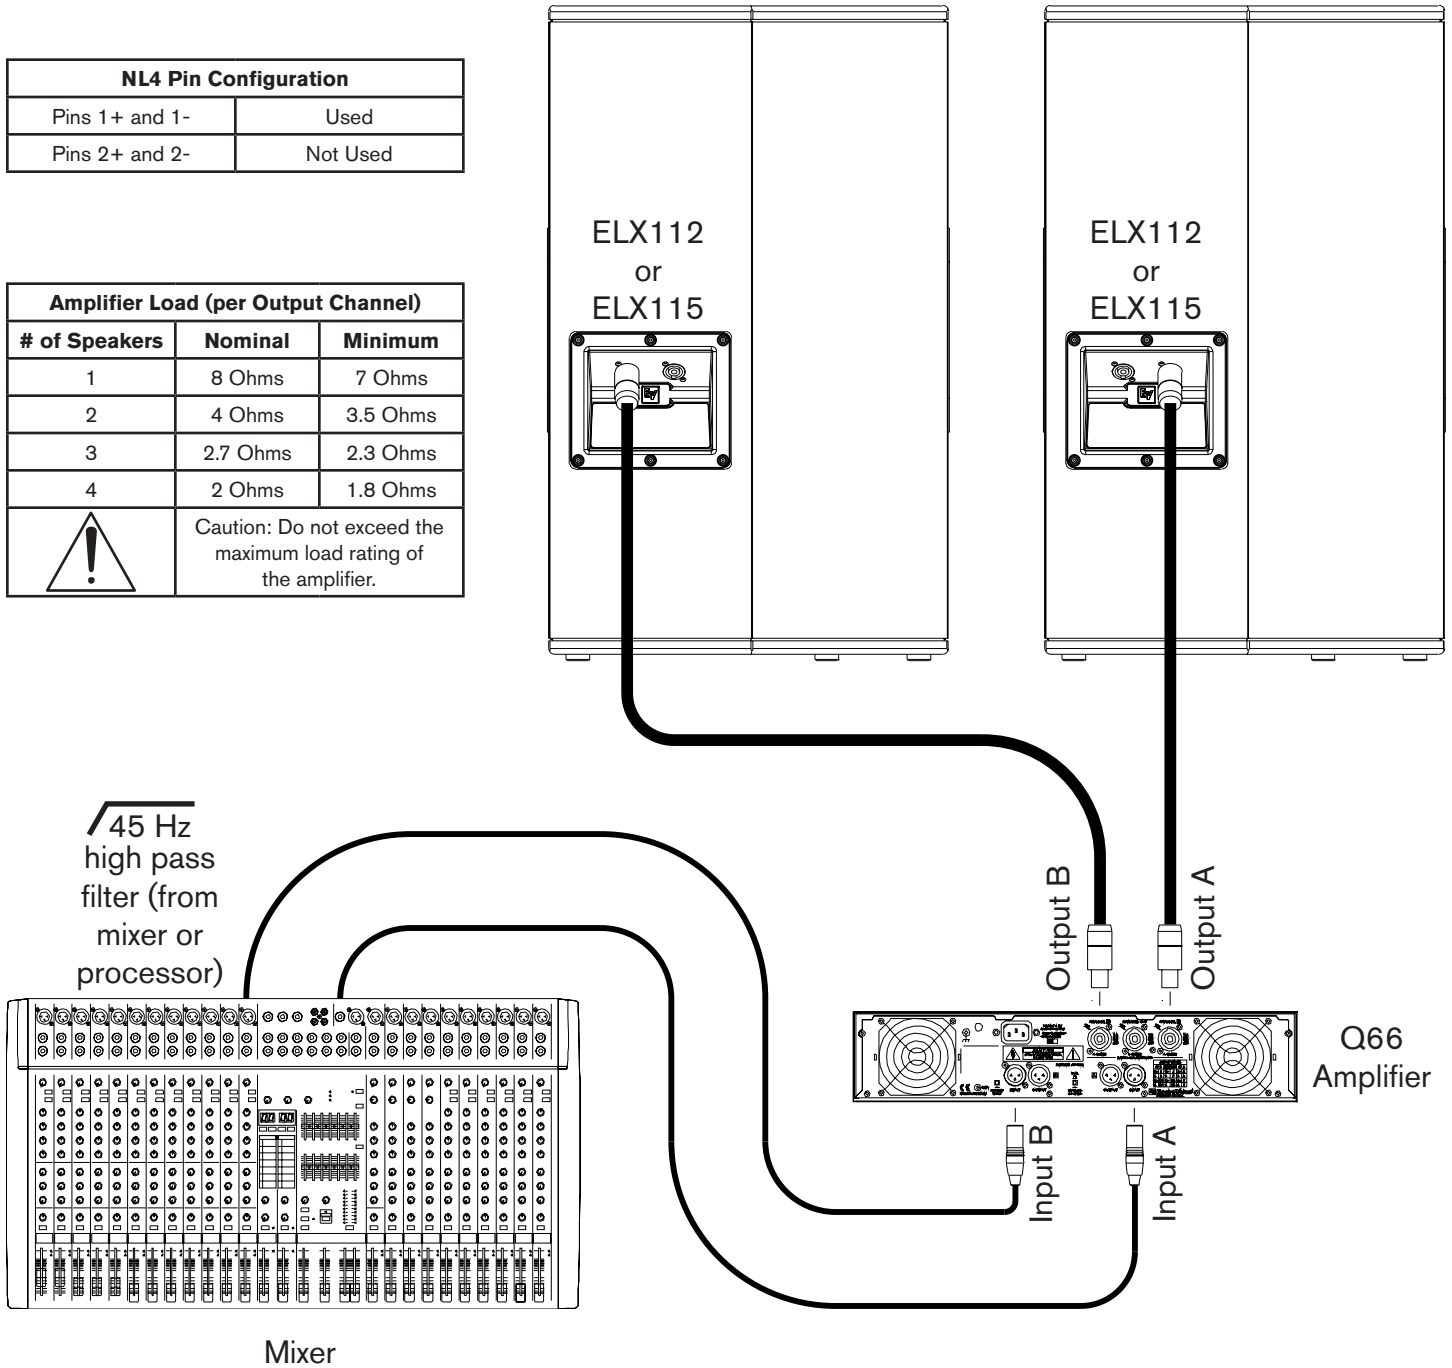 NL4 Pin Configuration
Pins 1+ and 1- Used
Pins 2+ and 2- Not Used
Amplifier Load (per Output Channel)
# of Speakers Nominal Minimum
1 8 Ohms 7 Ohms
2 4 Ohms 3.5 Ohms
3 2.7 Ohms 2.3 Ohms
4 2 Ohms 1.8 Ohms
Caution: Do not exceed the
maximum load rating of
the amplifier.
ELX112
or
ELX115
ELX112
or
ELX115
45 Hz
high pass
filter (from
mixer or
processor)
Output B
Output A
Q66
Amplifier
Input B
Input A
Mixer